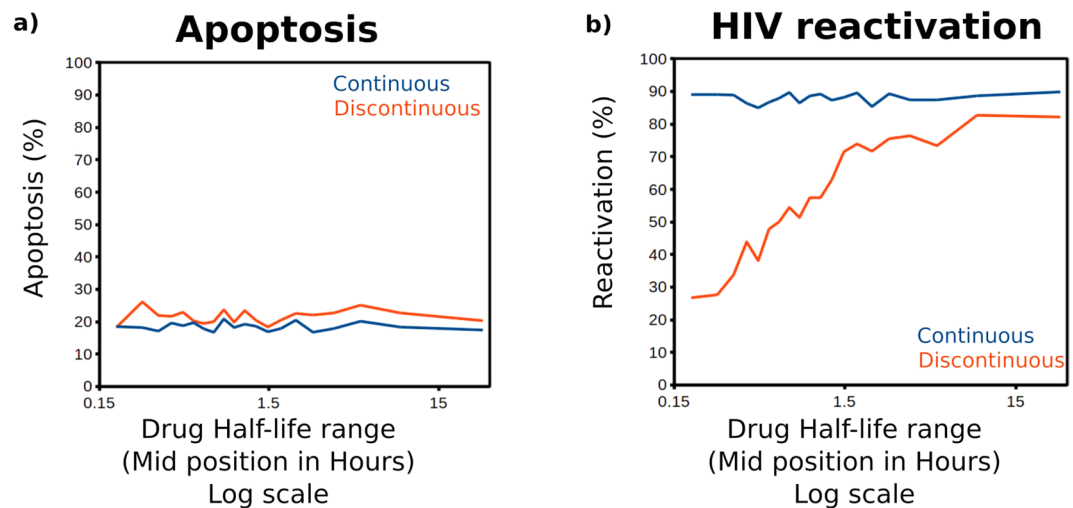 a)
Apoptosis
Apoptosis (%)
100
90
80
70
60
50
40
30
20
10
0
Continuous
Discontinuous
0.15
1.5
15
Drug Half-life range
(Mid position in Hours)
Log scale
b)
HIV reactivation
Reactivation (%)
100
90
80
70
60
50
40
30
20
10
0
Continuous
Discontinuous
0.15
1.5
15
Drug Half-life range
(Mid position in Hours)
Log scale